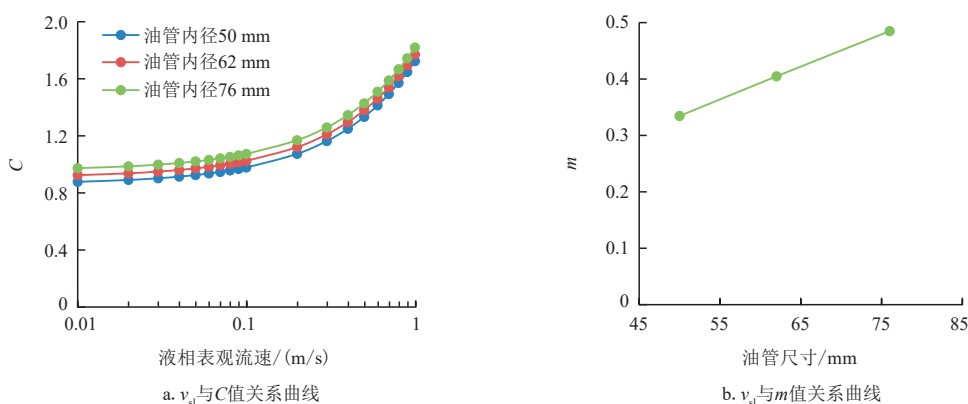 2.0
1.6
1.2
0.8
0.4
0
C
油管内径50 mm
油管内径62 mm
油管内径76 mm
0.01
0.1
1
液相表观流速/(m/s)
a. vsl与C值关系曲线
0.5
0.4
0.3
0.2
0.1
0
m
45
55
65
75
85
油管尺寸/mm
b. vsl与m值关系曲线